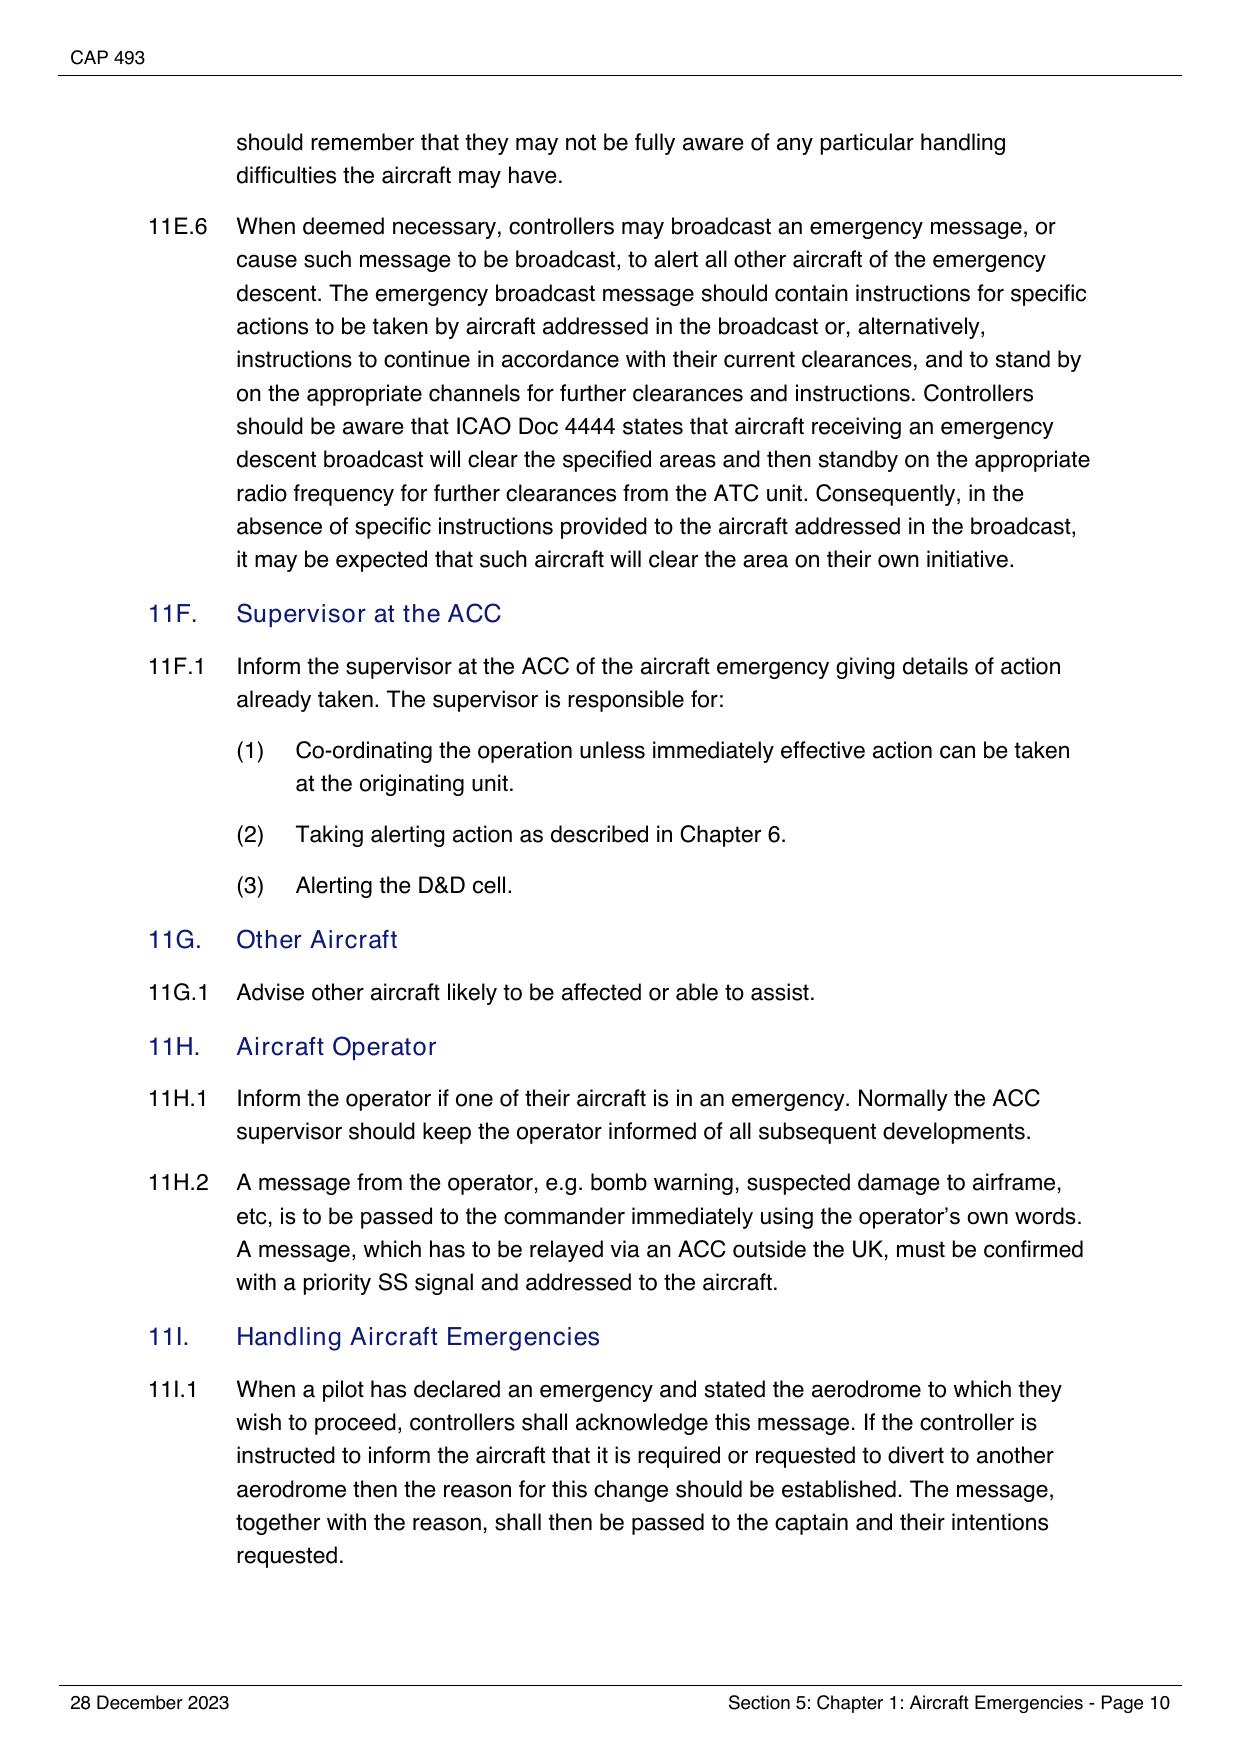 CAP 493
should remember that they may not be fully aware of any particular handling
difficulties the aircraft may have.
11E.6 When deemed necessary, controllers may broadcast an emergency message, or
cause such message to be broadcast, to alert all other aircraft of the emergency
descent. The emergency broadcast message should contain instructions for specific
actions to be taken by aircraft addressed in the broadcast or, alternatively,
instructions to continue in accordance with their current clearances, and to stand by
on the appropriate channels for further clearances and instructions. Controllers
should be aware that ICAO Doc 4444 states that aircraft receiving an emergency
descent broadcast will clear the specified areas and then standby on the appropriate
radio frequency for further clearances from the ATC unit. Consequently, in the
absence of specific instructions provided to the aircraft addressed in the broadcast,
it may be expected that such aircraft will clear the area on their own initiative.
11F. Supervisor at the ACC
11F.1 Inform the supervisor at the ACC of the aircraft emergency giving details of action
already taken. The supervisor is responsible for:
(1) Co-ordinating the operation unless immediately effective action can be taken
at the originating unit.
(2) Taking alerting action as described in Chapter 6.
(3) Alerting the D&D cell.
11G. Other Aircraft
11G.1 Advise other aircraft likely to be affected or able to assist.
11H. Aircraft Operator
11H.1 Inform the operator if one of their aircraft is in an emergency. Normally the ACC
supervisor should keep the operator informed of all subsequent developments.
11H.2 A message from the operator, e.g. bomb warning, suspected damage to airframe,
etc, is to be passed to the commander immediately using the operator’s own words.
A message, which has to be relayed via an ACC outside the UK, must be confirmed
with a priority SS signal and addressed to the aircraft.
11I. Handling Aircraft Emergencies
11I.1 When a pilot has declared an emergency and stated the aerodrome to which they
wish to proceed, controllers shall acknowledge this message. If the controller is
instructed to inform the aircraft that it is required or requested to divert to another
aerodrome then the reason for this change should be established. The message,
together with the reason, shall then be passed to the captain and their intentions
requested.
28 December 2023 Section 5: Chapter 1: Aircraft Emergencies - Page 10